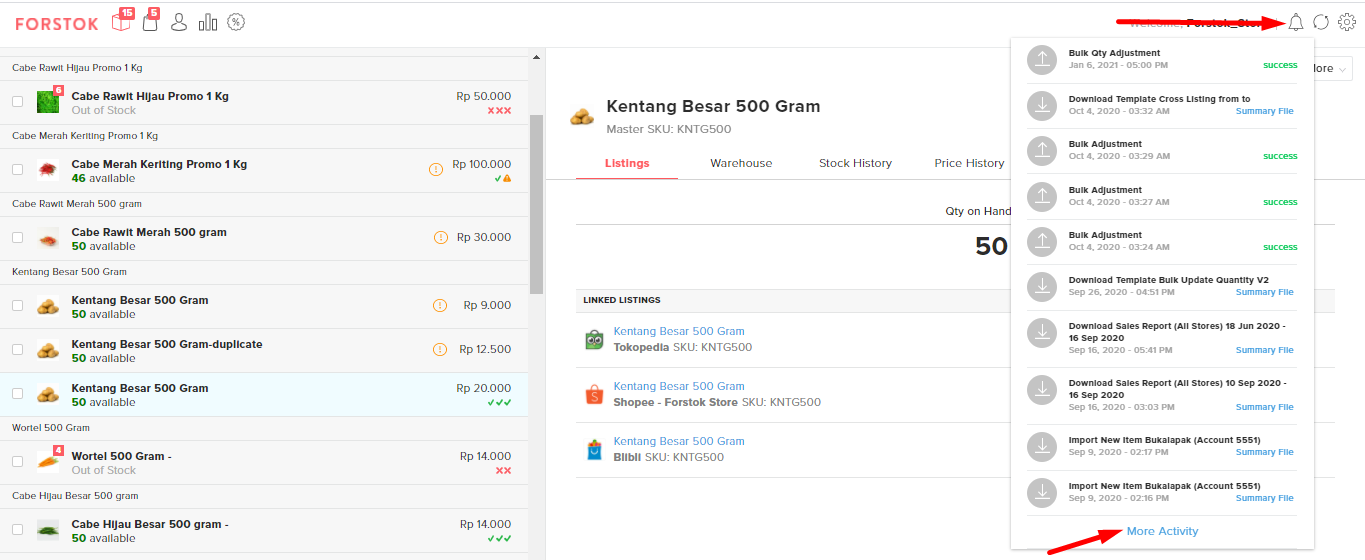 FORSTOK
15
5
Welcome, Forstok_Store
Cabe Rawit Hijau Promo 1 Kg
6
Cabe Rawit Hijau Promo 1 Kg
Rp 50.000
Out of Stock
Cabe Merah Keriting Promo 1 Kg
Cabe Merah Keriting Promo 1 Kg
Rp 100.000
46 available
Cabe Rawit Merah 500 gram
Cabe Rawit Merah 500 gram
Rp 30.000
50 available
Kentang Besar 500 Gram
Kentang Besar 500 Gram
Rp 9.000
50 available
Kentang Besar 500 Gram-duplicate
Rp 12.500
50 available
Kentang Besar 500 Gram
Rp 20.000
50 available
Wortel 500 Gram
4
Wortel 500 Gram -
Rp 14.000
Out of Stock
Cabe Hijau Besar 500 gram
Cabe Hijau Besar 500 gram -
Rp 14.000
50 available
Kentang Besar 500 Gram
Master SKU: KNTG500
Listings
Warehouse
Stock History
Price History
Qty on Hand
50
LINKED LISTINGS
Kentang Besar 500 Gram
Tokopedia SKU: KNTG500
Kentang Besar 500 Gram
Shopee - Forstok Store SKU: KNTG500
Kentang Besar 500 Gram
Blibli SKU: KNTG500
ore
Bulk Qty Adjustment
Jan 6, 2021 - 05:00 PM
success
Download Template Cross Listing from to
Oct 4, 2020 - 03:32 AM
Summary File
Bulk Adjustment
Oct 4, 2020 - 03:29 AM
success
Bulk Adjustment
Oct 4, 2020 - 03:27 AM
success
Bulk Adjustment
Oct 4, 2020 - 03:24 AM
success
Download Template Bulk Update Quantity V2
Sep 26, 2020 - 04:51 PM
Summary File
Download Sales Report (All Stores) 18 Jun 2020 -
16 Sep 2020
Sep 16, 2020 - 05:41 PM
Summary File
Download Sales Report (All Stores) 10 Sep 2020 -
16 Sep 2020
Sep 16, 2020 - 03:03 PM
Summary File
Import New Item Bukalapak (Account 5551)
Sep 9, 2020 - 02:17 PM
Summary File
Import New Item Bukalapak (Account 5551)
Sep 9, 2020 - 02:16 PM
Summary File
More Activity